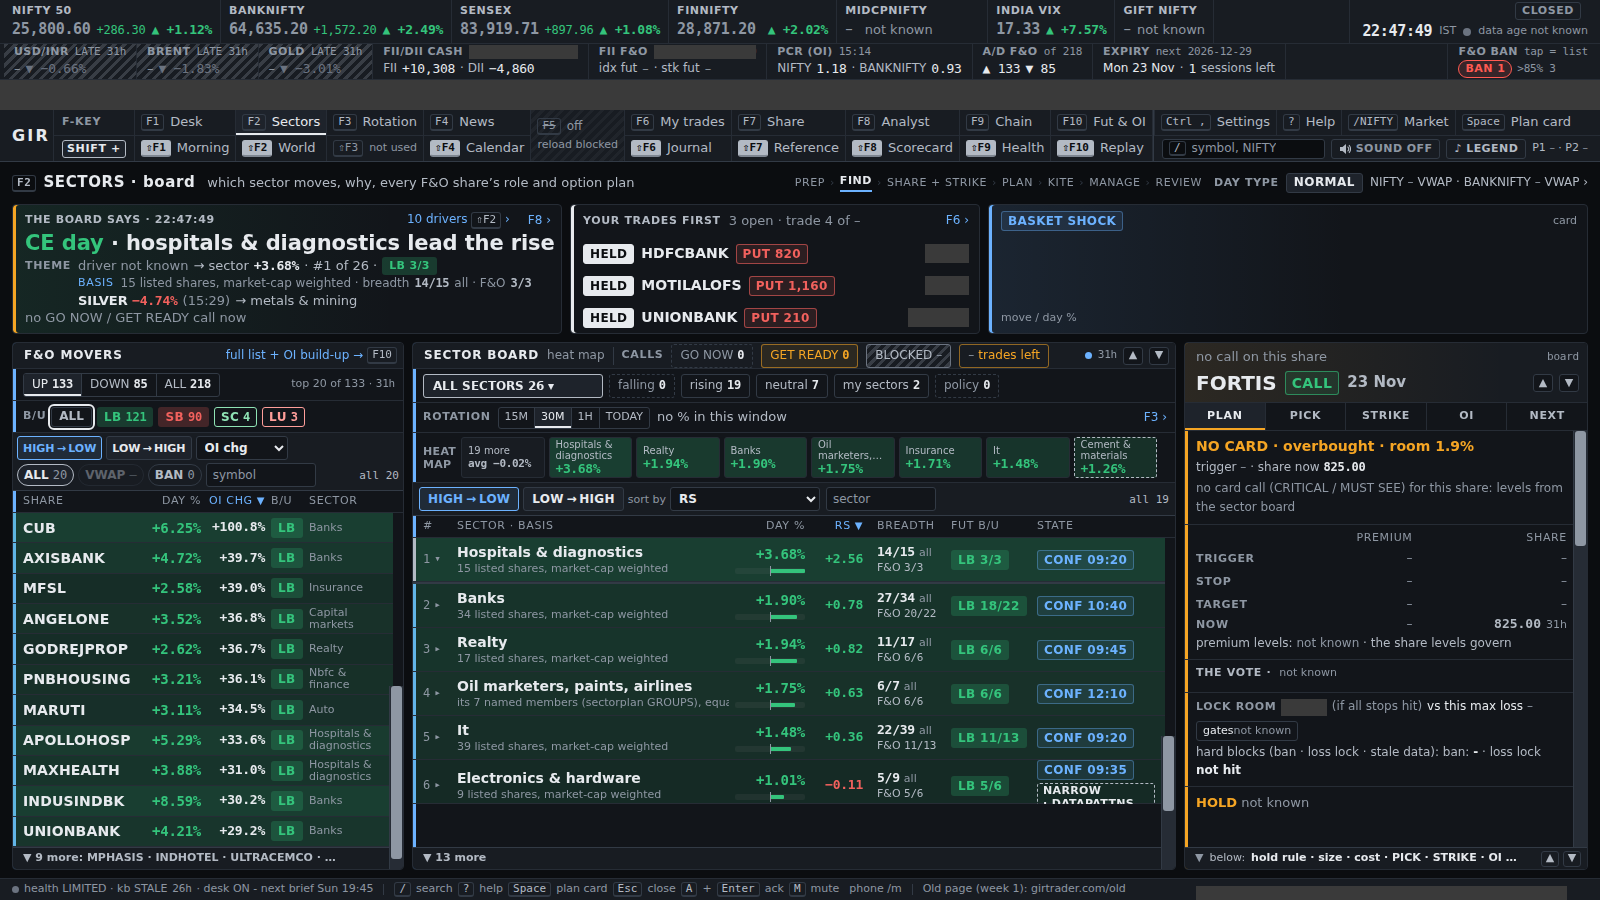 NIFTY 50 BANKNIFTY SENSEX FINNIFTY MIDCPNIFTY INDIA VIX GIFT NIFTY CLOSED
25,800.60 +286.30 ▲ +1.12% 64,635.20 +1,572.20 ▲ +2.49% 83,919.71 +897.96 ▲ +1.08% 28,871.20 ▲ +2.02% – not known 17.33 ▲ +7.57% – not known 22:47:49 IST ● data age not known
USD/INR LATE 31h BRENT LATE 31h GOLD LATE 31h FII/DII CASH FII F&O PCR (OI) 15:14 A/D F&O of 218 EXPIRY next 2026-12-29 F&O BAN tap = list
– ▼ −0.66% – ▼ −1.83% – ▼ −3.01% FII +10,308 · DII −4,860 idx fut – · stk fut – NIFTY 1.18 · BANKNIFTY 0.93 ▲ 133 ▼ 85 Mon 23 Nov · 1 sessions left BAN 1 >85% 3
GIR F-KEY F1 Desk F2 Sectors F3 Rotation F4 News F5 off F6 My trades F7 Share F8 Analyst F9 Chain F10 Fut & OI Ctrl , Settings ? Help /NIFTY Market Space Plan card
SHIFT + ⇧F1 Morning ⇧F2 World ⇧F3 not used ⇧F4 Calendar reload blocked ⇧F6 Journal ⇧F7 Reference ⇧F8 Scorecard ⇧F9 Health ⇧F10 Replay / symbol, NIFTY SOUND OFF ♪ LEGEND P1 – · P2 –
F2 SECTORS · board which sector moves, why, every F&O share's role and option plan PREP › FIND › SHARE + STRIKE › PLAN › KITE › MANAGE › REVIEW DAY TYPE NORMAL NIFTY – VWAP · BANKNIFTY – VWAP ›
THE BOARD SAYS · 22:47:49 10 drivers ⇧F2 › F8 ›
CE day · hospitals & diagnostics lead the rise
THEME driver not known → sector +3.68% · #1 of 26 · LB 3/3
BASIS 15 listed shares, market-cap weighted · breadth 14/15 all · F&O 3/3
SILVER −4.74% (15:29) → metals & mining
no GO NOW / GET READY call now
YOUR TRADES FIRST 3 open · trade 4 of – F6 ›
HELD HDFCBANK PUT 820
HELD MOTILALOFS PUT 1,160
HELD UNIONBANK PUT 210
BASKET SHOCK card
move / day %
F&O MOVERS full list + OI build-up → F10
UP 133 DOWN 85 ALL 218 top 20 of 133 · 31h
B/U ALL LB 121 SB 90 SC 4 LU 3
HIGH → LOW LOW → HIGH OI chg
ALL 20 VWAP – BAN 0 symbol all 20
SHARE DAY % OI CHG ▼ B/U SECTOR
CUB +6.25% +100.8% LB Banks
AXISBANK +4.72% +39.7% LB Banks
MFSL +2.58% +39.0% LB Insurance
ANGELONE +3.52% +36.8% LB Capital markets
GODREJPROP +2.62% +36.7% LB Realty
PNBHOUSING +3.21% +36.1% LB Nbfc & finance
MARUTI +3.11% +34.5% LB Auto
APOLLOHOSP +5.29% +33.6% LB Hospitals & diagnostics
MAXHEALTH +3.88% +31.0% LB Hospitals & diagnostics
INDUSINDBK +8.59% +30.2% LB Banks
UNIONBANK +4.21% +29.2% LB Banks
▼ 9 more: MPHASIS · INDHOTEL · ULTRACEMCO · …
SECTOR BOARD heat map CALLS GO NOW 0 GET READY 0 BLOCKED – – trades left ● 31h ▲ ▼
ALL SECTORS 26 ▾ falling 0 rising 19 neutral 7 my sectors 2 policy 0
ROTATION 15M 30M 1H TODAY no % in this window F3 ›
HEAT MAP 19 more avg −0.02% Hospitals & diagnostics +3.68% Realty +1.94% Banks +1.90% Oil marketers,… +1.75% Insurance +1.71% It +1.48% Cement & materials +1.26%
HIGH → LOW LOW → HIGH sort by RS sector all 19
# SECTOR · BASIS DAY % RS ▼ BREADTH FUT B/U STATE
1 ▾ Hospitals & diagnostics +3.68% +2.56 14/15 all LB 3/3 CONF 09:20
15 listed shares, market-cap weighted F&O 3/3
2 ▸ Banks +1.90% +0.78 27/34 all LB 18/22 CONF 10:40
34 listed shares, market-cap weighted F&O 20/22
3 ▸ Realty +1.94% +0.82 11/17 all LB 6/6 CONF 09:45
17 listed shares, market-cap weighted F&O 6/6
4 ▸ Oil marketers, paints, airlines +1.75% +0.63 6/7 all LB 6/6 CONF 12:10
its 7 named members (sectorplan GROUPS), equa F&O 6/6
5 ▸ It +1.48% +0.36 22/39 all LB 11/13 CONF 09:20
39 listed shares, market-cap weighted F&O 11/13
6 ▸ Electronics & hardware +1.01% −0.11 5/9 all LB 5/6 CONF 09:35
9 listed shares, market-cap weighted F&O 5/6 NARROW · DATAPATTNS
▼ 13 more
no call on this share board
FORTIS CALL 23 Nov ▲ ▼
PLAN PICK STRIKE OI NEXT
NO CARD · overbought · room 1.9%
trigger – · share now 825.00
no card call (CRITICAL / MUST SEE) for this share: levels from
the sector board
PREMIUM SHARE
TRIGGER – –
STOP – –
TARGET – –
NOW – 825.00 31h
premium levels: not known · the share levels govern
THE VOTE · not known
LOCK ROOM (if all stops hit) vs this max loss –
gatesnot known
hard blocks (ban · loss lock · stale data): ban: - · loss lock
not hit
HOLD not known
▼ below: hold rule · size · cost · PICK · STRIKE · OI … ▲ ▼
● health LIMITED · kb STALE 26h · desk ON - next brief Sun 19:45 / search ? help Space plan card Esc close A + Enter ack M mute phone /m Old page (week 1): girtrader.com/old